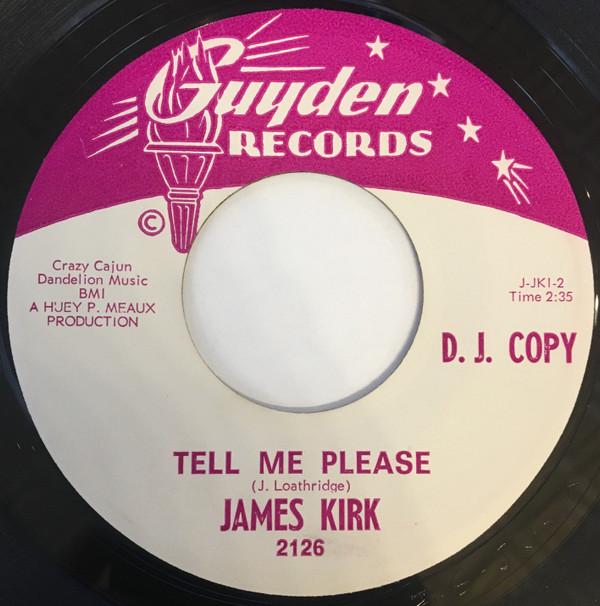 Guyden
RECORDS
©
Crazy Cajun
Dandelion Music
BMI
A HUEY P. MEAUX
PRODUCTION
J-JKI-2
Time 2:35
D. J. COPY
TELL ME PLEASE
(J. Loathridge)
JAMES KIRK
2126